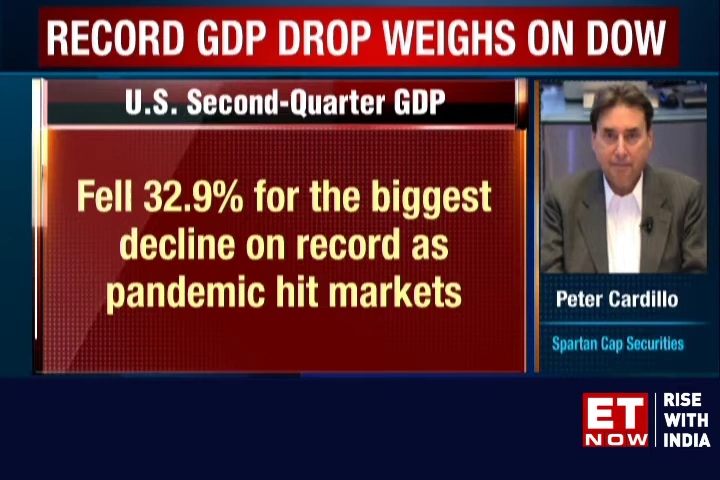 RECORD GDP DROP WEIGHS ON DOW
U.S. Second-Quarter GDP
Fell 32.9% for the biggest
decline on record as
pandemic hit markets
Peter Cardillo
Spartan Cap Securities
ET
NOW
RISE
WITH
INDIA